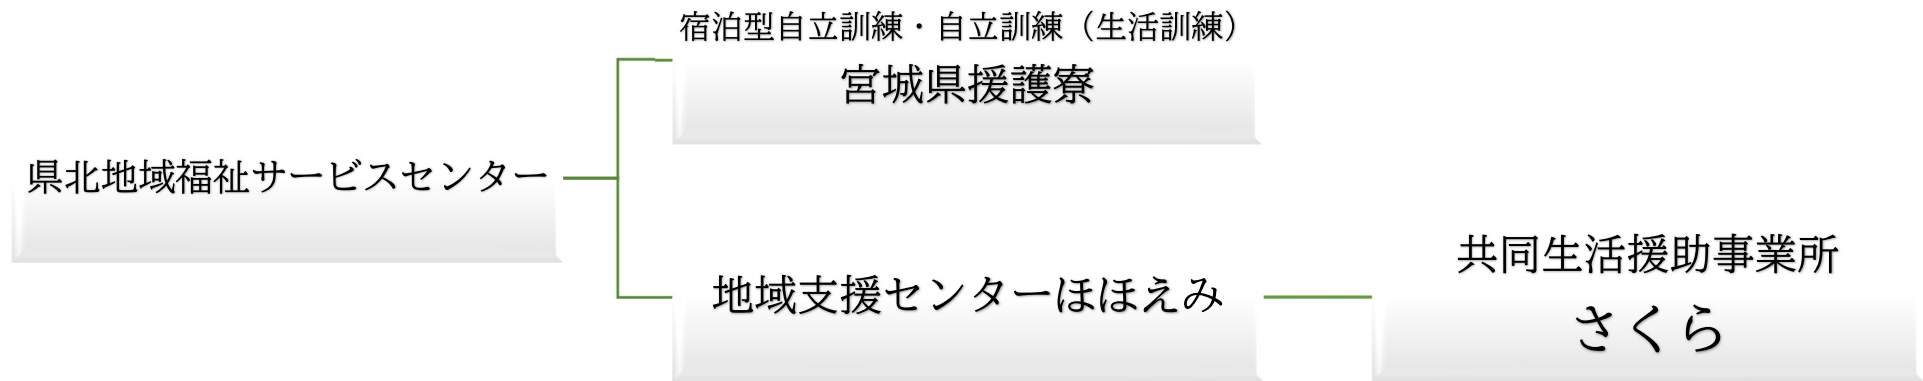 県北地域福祉サービスセンター
宿泊型自立訓練・自立訓練（生活訓練）
宮城県援護寮
地域支援センターほほえみ
共同生活援助事業所
さくら